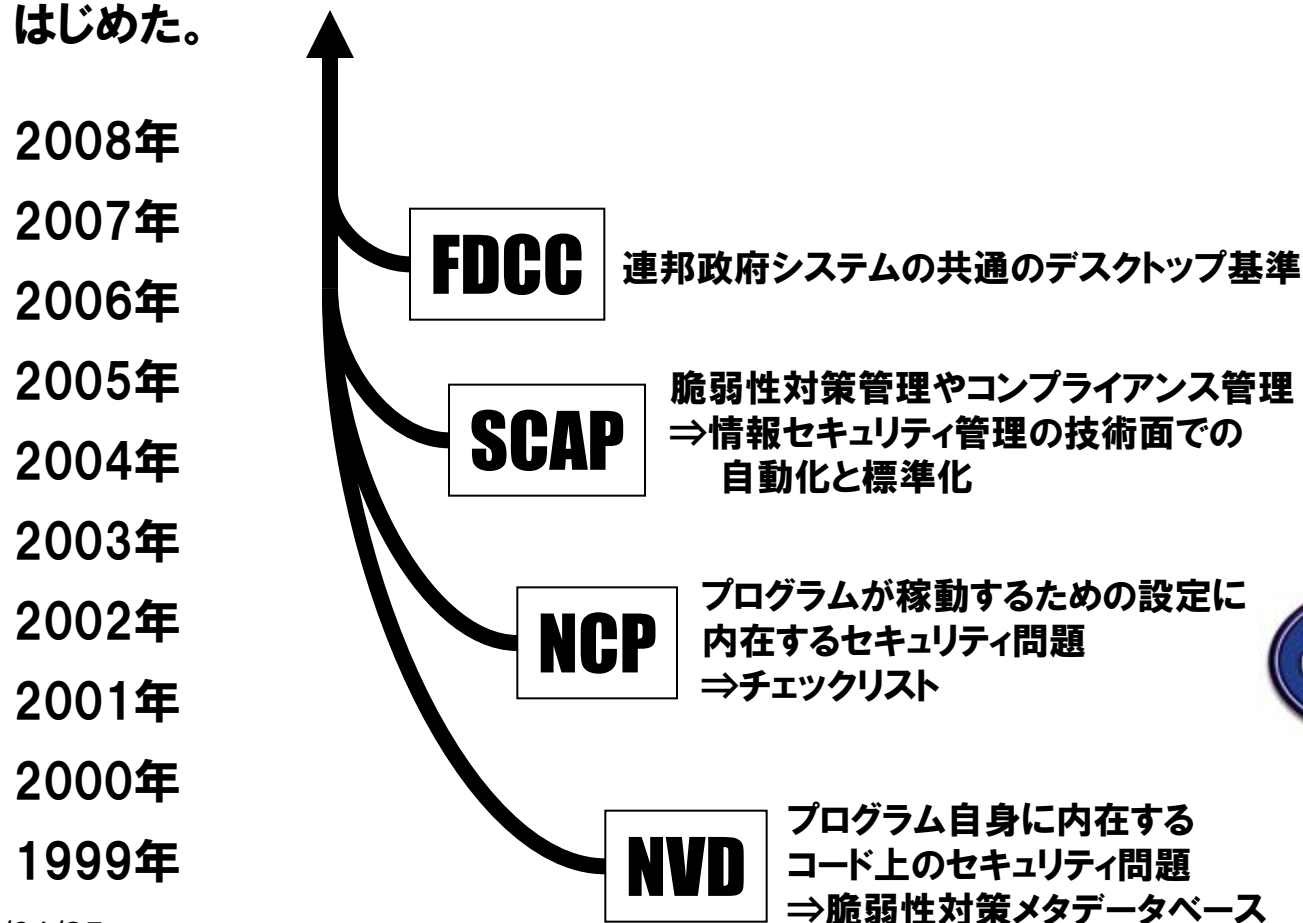 はじめた。
2008年
2007年
2006年
2005年
2004年
2003年
2002年
2001年
2000年
1999年
FDCC
連邦政府システムの共通のデスクトップ基準
SCAP
脆弱性対策管理やコンプライアンス管理
⇒情報セキュリティ管理の技術面での
自動化と標準化
NCP
プログラムが稼動するための設定に
内在するセキュリティ問題
⇒チェックリスト
NVD
プログラム自身に内在する
コード上のセキュリティ問題
⇒脆弱性対策メタデータベース